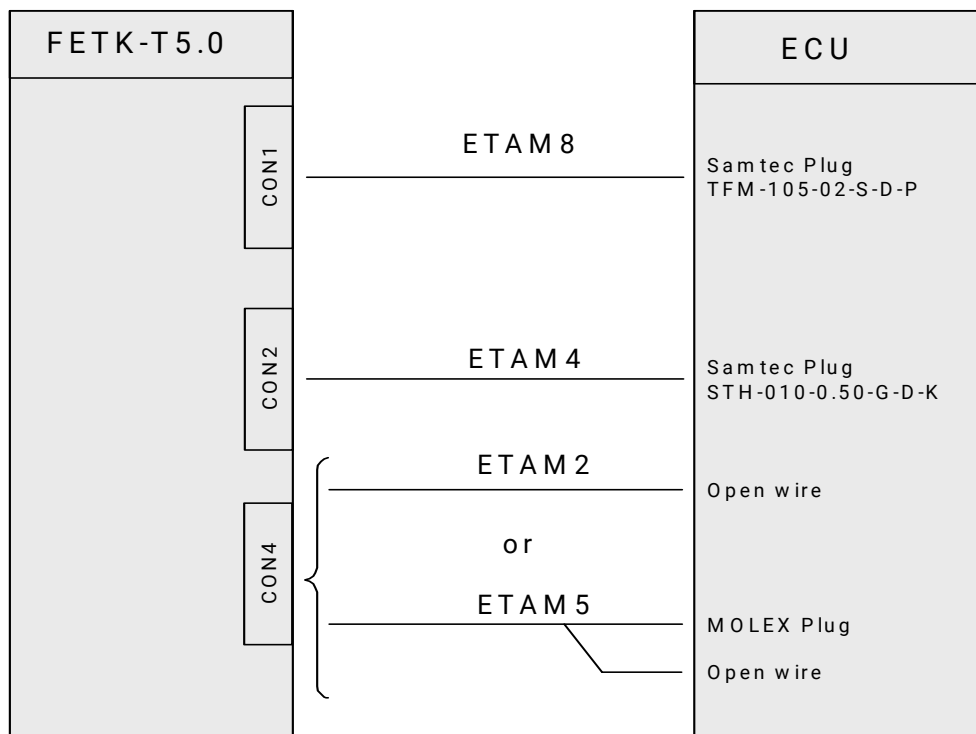 FETK-T5.0
ECU
CON1
ETAM8
Samtec Plug
TFM-105-02-S-D-P
CON2
ETAM4
Samtec Plug
STH-010-0.50-G-D-K
CON4
ETAM2
Open wire
or
ETAM5
MOLEX Plug
Open wire